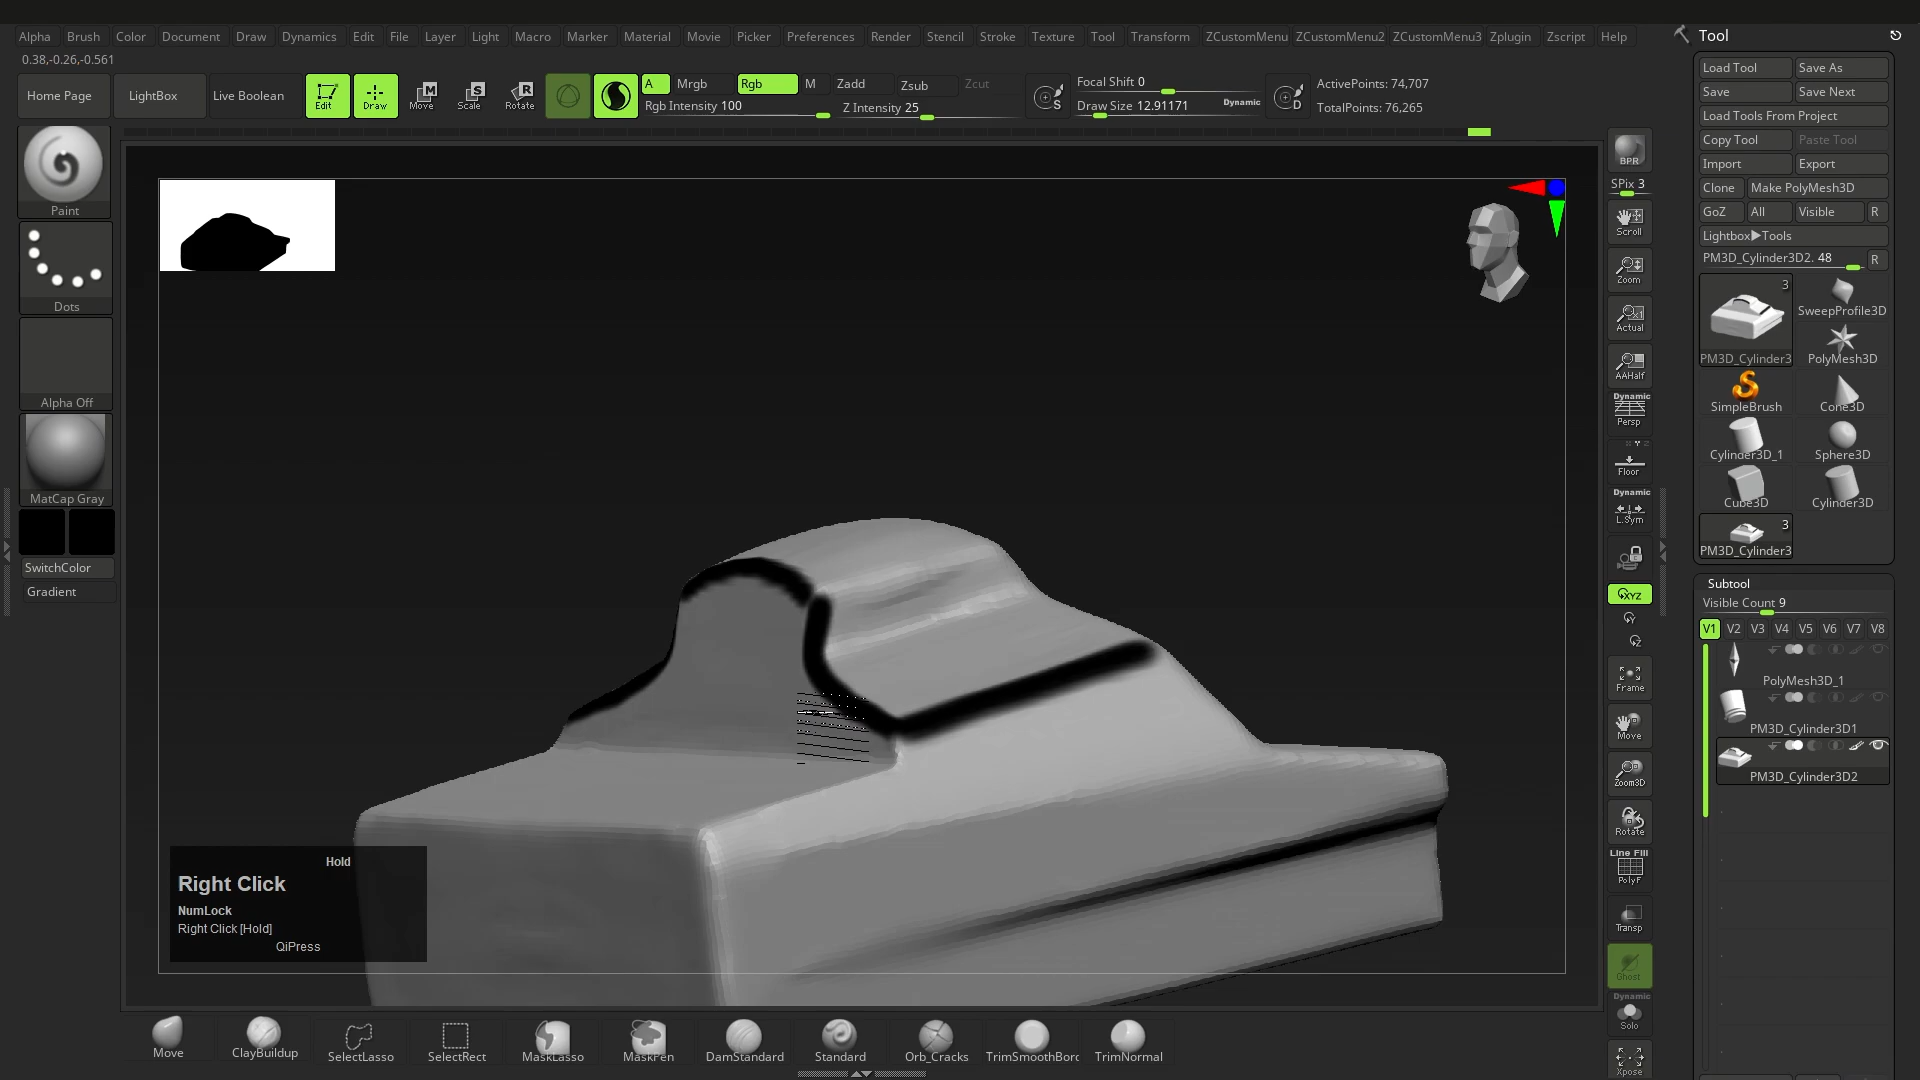 Alpha Brush Color Document Draw Dynamics Edit File Layer Light Macro Marker Material Movie Picker Preferences Render Stencil Stroke Texture Tool Transform ZCustomMenu ZCustomMenu2 ZCustomMenu3 Zplugin Zscript Help
Tool
0.38,-0.26,-0.561
Home Page
LightBox
Live Boolean
Edit
Draw
Move
Scale
Rotate
A
Mrgb
Rgb
M
Zadd
Zsub
Zcut
Rgb Intensity 100
Z Intensity 25
Focal Shift 0
Draw Size 12.91171
Dynamic
ActivePoints: 74,707
TotalPoints: 76,265
Paint
Dots
Alpha Off
MatCap Gray
SwitchColor
Gradient
Hold
Right Click
NumLock
Right Click [Hold]
QiPress
Move
ClayBuildup
SelectLasso
SelectRect
MaskLasso
MaskPen
DamStandard
Standard
Orb_Cracks
TrimSmoothBorc
TrimNormal
BPR
SPix 3
Scroll
Zoom
Actual
AAHalf
Dynamic
Persp
Floor
Dynamic
L.Sym
XYZ
Frame
Move
Zoom3D
Rotate
Line Fill
PolyF
Transp
Ghost
Dynamic
Solo
Xpose
Load Tool
Save As
Save
Save Next
Load Tools From Project
Copy Tool
Paste Tool
Import
Export
Clone
Make PolyMesh3D
GoZ
All
Visible
R
Lightbox▶Tools
PM3D_Cylinder3D2. 48
R
3
PM3D_Cylinder3
SweepProfile3D
PolyMesh3D
SimpleBrush
Cone3D
Cylinder3D_1
Sphere3D
Cube3D
Cylinder3D
3
PM3D_Cylinder3
Subtool
Visible Count 9
V1 V2 V3 V4 V5 V6 V7 V8
PolyMesh3D_1
PM3D_Cylinder3D1
PM3D_Cylinder3D2